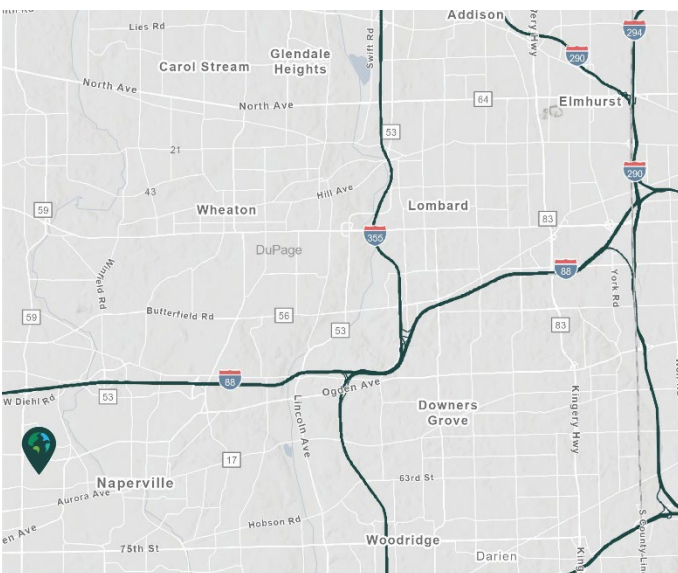 Addison
Lies Rd
Glendale
Heights
Swift Rd
294
290
Carol Stream
North Ave
North Ave
64
Elmhurst
53
21
290
43
Hill Ave
59
Wheaton
Lombard
83
355
DuPage
88
Winfield Rd
York Rd
Butterfield Rd
56
59
53
83
88
Ogden Ave
W Diehl Rd
53
Lincoln Ave
Downers
Grove
Kingery Hwy
17
63rd St
Naperville
Aurora Ave
Hobson Rd
75th St
Woodridge
Darien